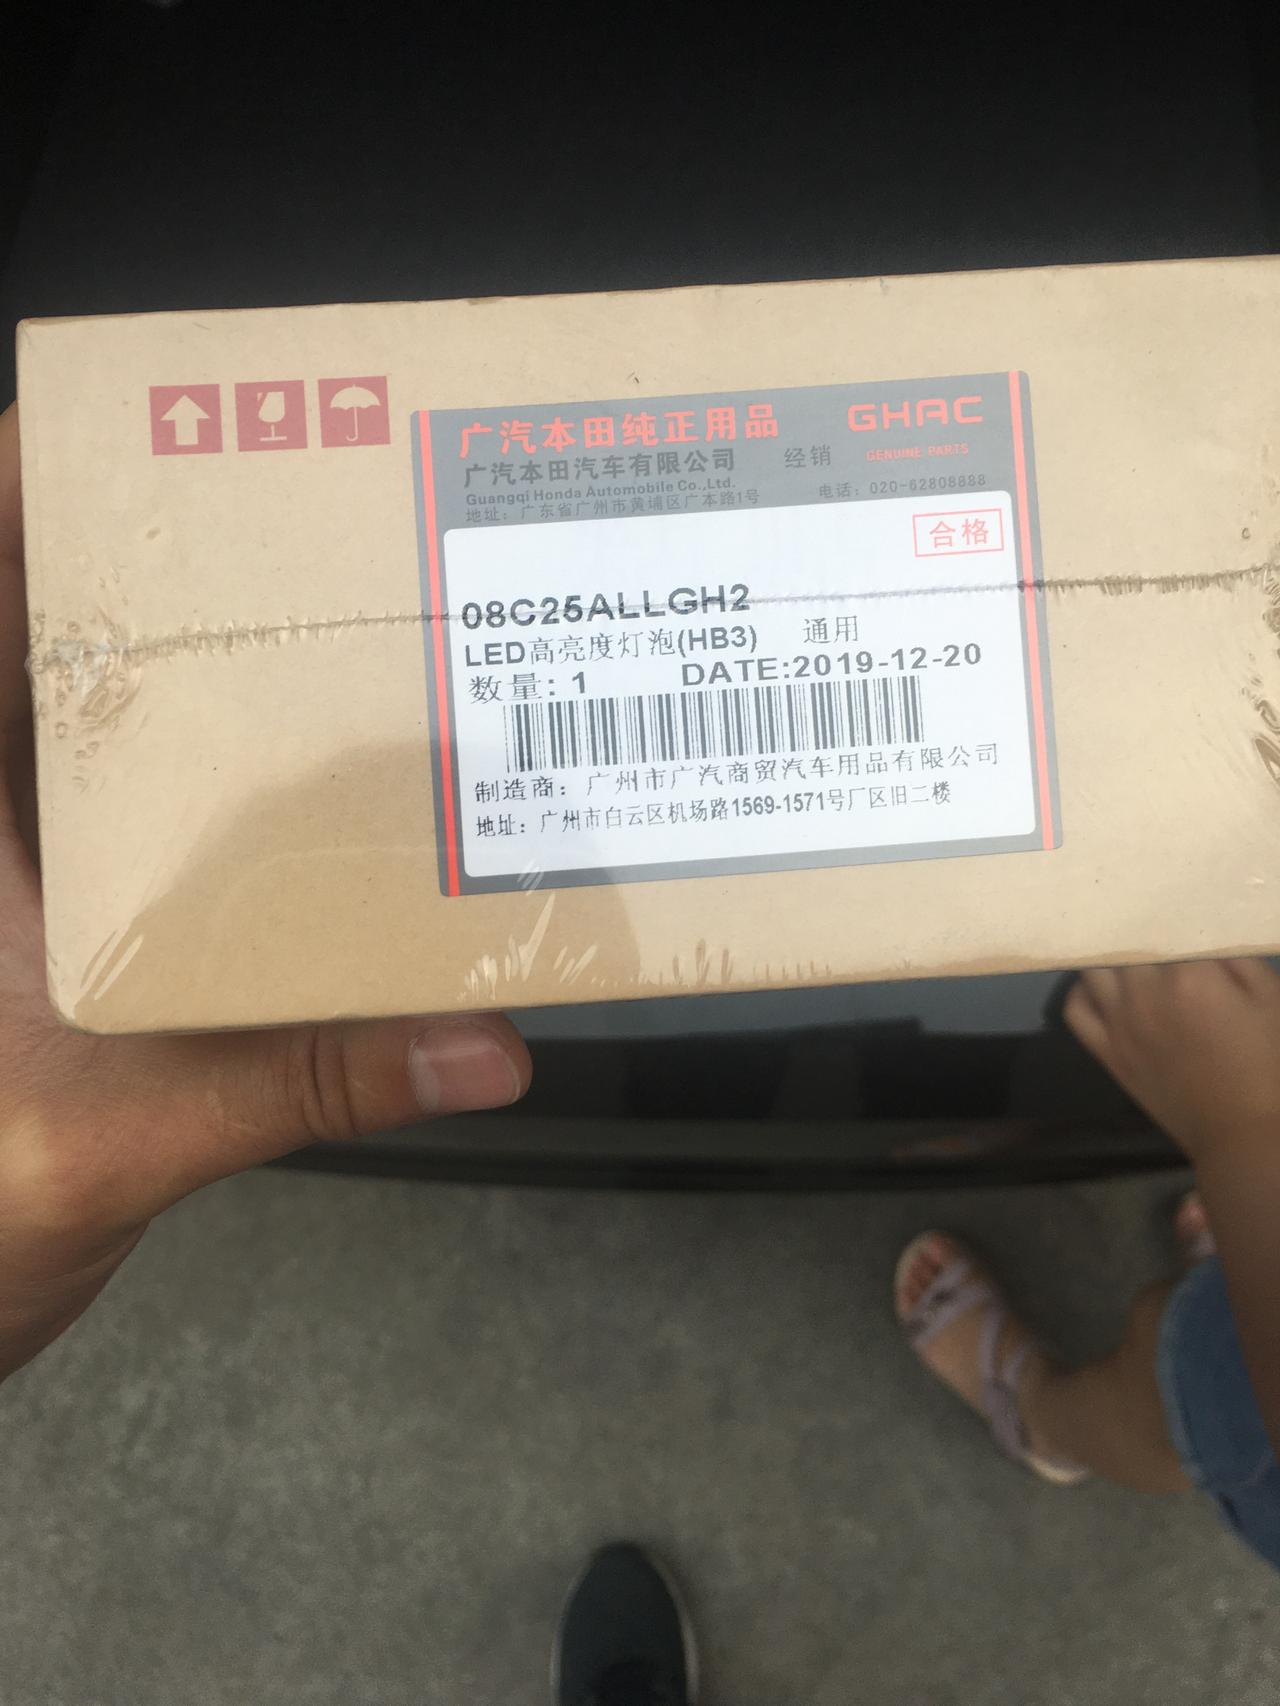 广汽本田纯正用品
GHAC
广汽本田汽车有限公司 经销
GENUINE PARTS
Guangqi Honda Automobile Co.,Ltd.
地址：广东省广州市黄埔区广本路1号
电话：020-62808888
合格
08C25ALLGH2
LED高亮度灯泡(HB3) 通用
数量: 1 DATE:2019-12-20
制造商：广州市广汽商贸汽车用品有限公司
地址：广州市白云区机场路1569-1571号厂区旧二楼